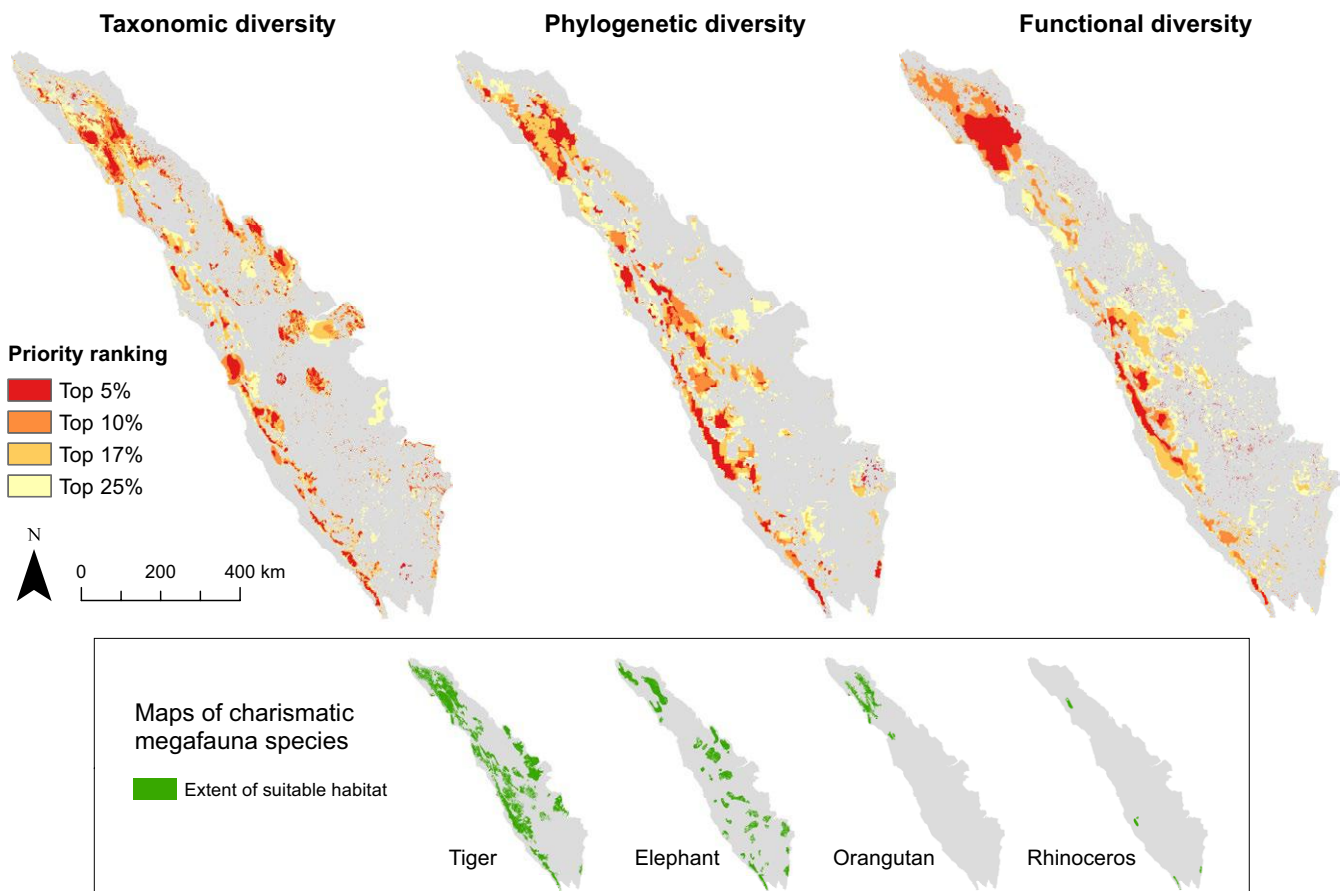 Taxonomic diversity
Phylogenetic diversity
Functional diversity
Priority ranking
Top 5%
Top 10%
Top 17%
Top 25%
N
0 200 400 km
Maps of charismatic
megafauna species
Extent of suitable habitat
Tiger
Elephant
Orangutan
Rhinoceros